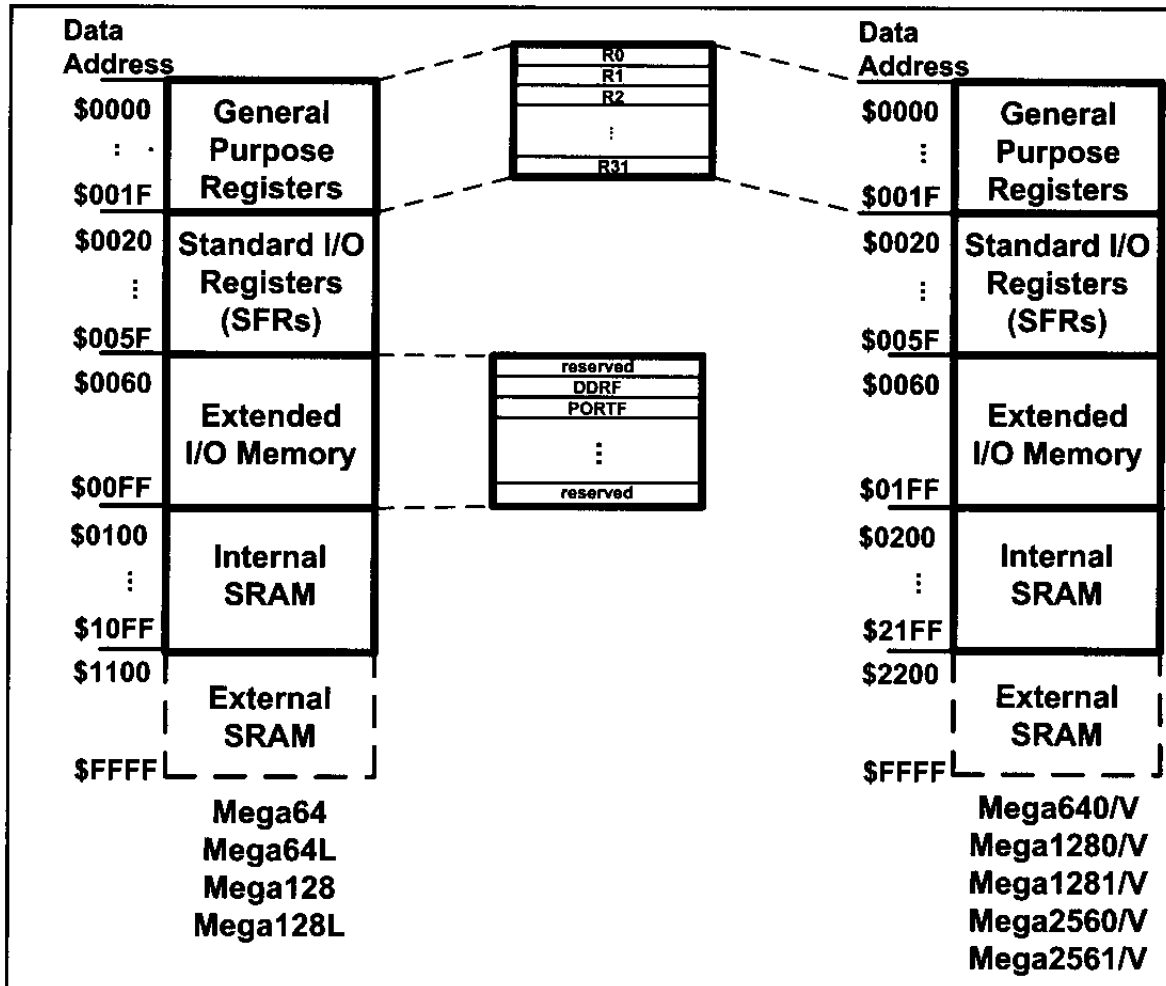 Data
Address
$0000
:  .
$001F
$0020
⋮
$005F
$0060
$00FF
$0100
⋮
$10FF
$1100
$FFFF
General
Purpose
Registers
Standard I/O
Registers
(SFRs)
Extended
I/O Memory
Internal
SRAM
External
SRAM
Mega64
Mega64L
Mega128
Mega128L
R0
R1
R2
⋮
R31
reserved
DDRF
PORTF
⋮
reserved
Data
Address
$0000
⋮
$001F
$0020
⋮
$005F
$0060
$01FF
$0200
⋮
$21FF
$2200
$FFFF
General
Purpose
Registers
Standard I/O
Registers
(SFRs)
Extended
I/O Memory
Internal
SRAM
External
SRAM
Mega640/V
Mega1280/V
Mega1281/V
Mega2560/V
Mega2561/V